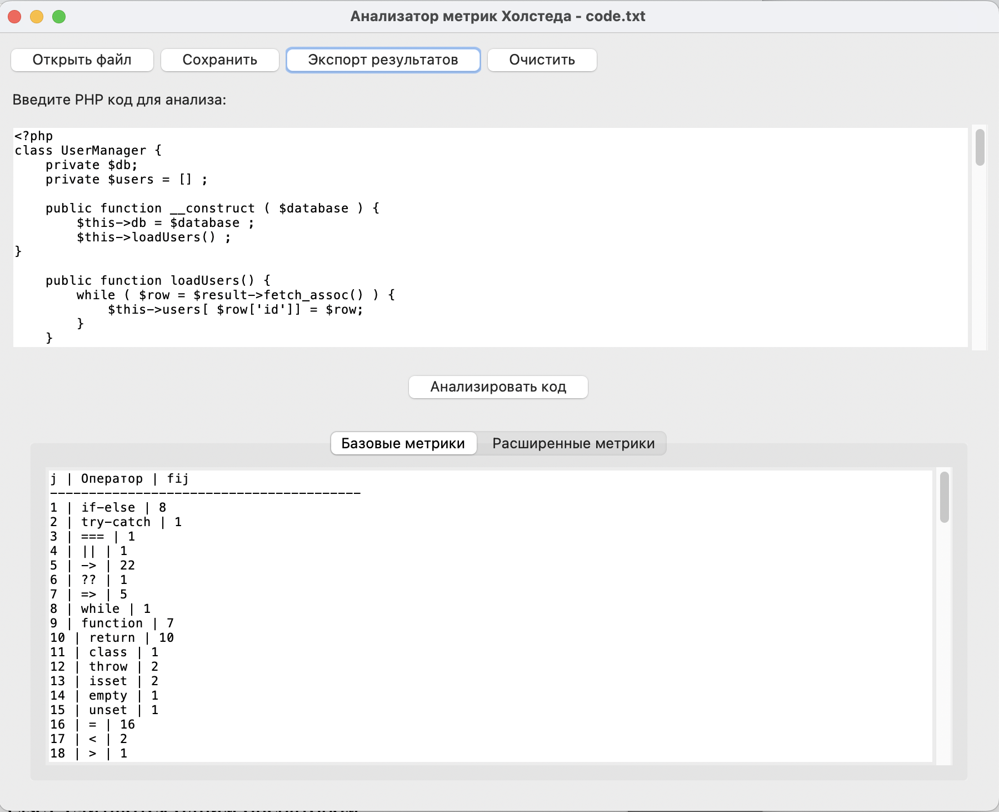 Анализатор метрик Холстеда - code.txt
Открыть файл Сохранить Экспорт результатов Очистить
Введите PHP код для анализа:
<?php
class UserManager {
    private $db;
    private $users = [] ;
    public function __construct ( $database ) {
        $this->db = $database ;
        $this->loadUsers() ;
}
    public function loadUsers() {
        while ( $row = $result->fetch_assoc() ) {
            $this->users[ $row['id']] = $row;
        }
    }
Анализировать код
Базовые метрики Расширенные метрики
j | Оператор | fij
----------------------------------------
1 | if-else | 8
2 | try-catch | 1
3 | === | 1
4 | || | 1
5 | -> | 22
6 | ?? | 1
7 | => | 5
8 | while | 1
9 | function | 7
10 | return | 10
11 | class | 1
12 | throw | 2
13 | isset | 2
14 | empty | 1
15 | unset | 1
16 | = | 16
17 | < | 2
18 | > | 1